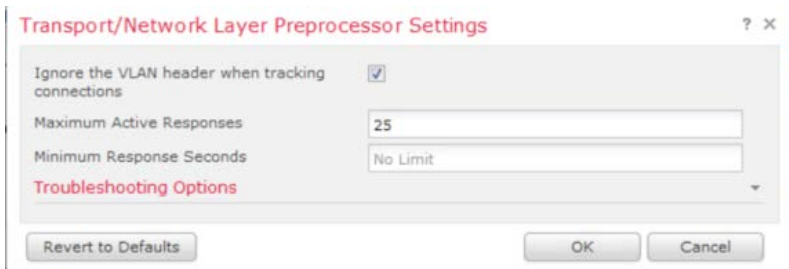 Transport/Network Layer Preprocessor Settings ? ×
Ignore the VLAN header when tracking
connections
Maximum Active Responses 25
Minimum Response Seconds No Limit
Troubleshooting Options
Revert to Defaults OK Cancel